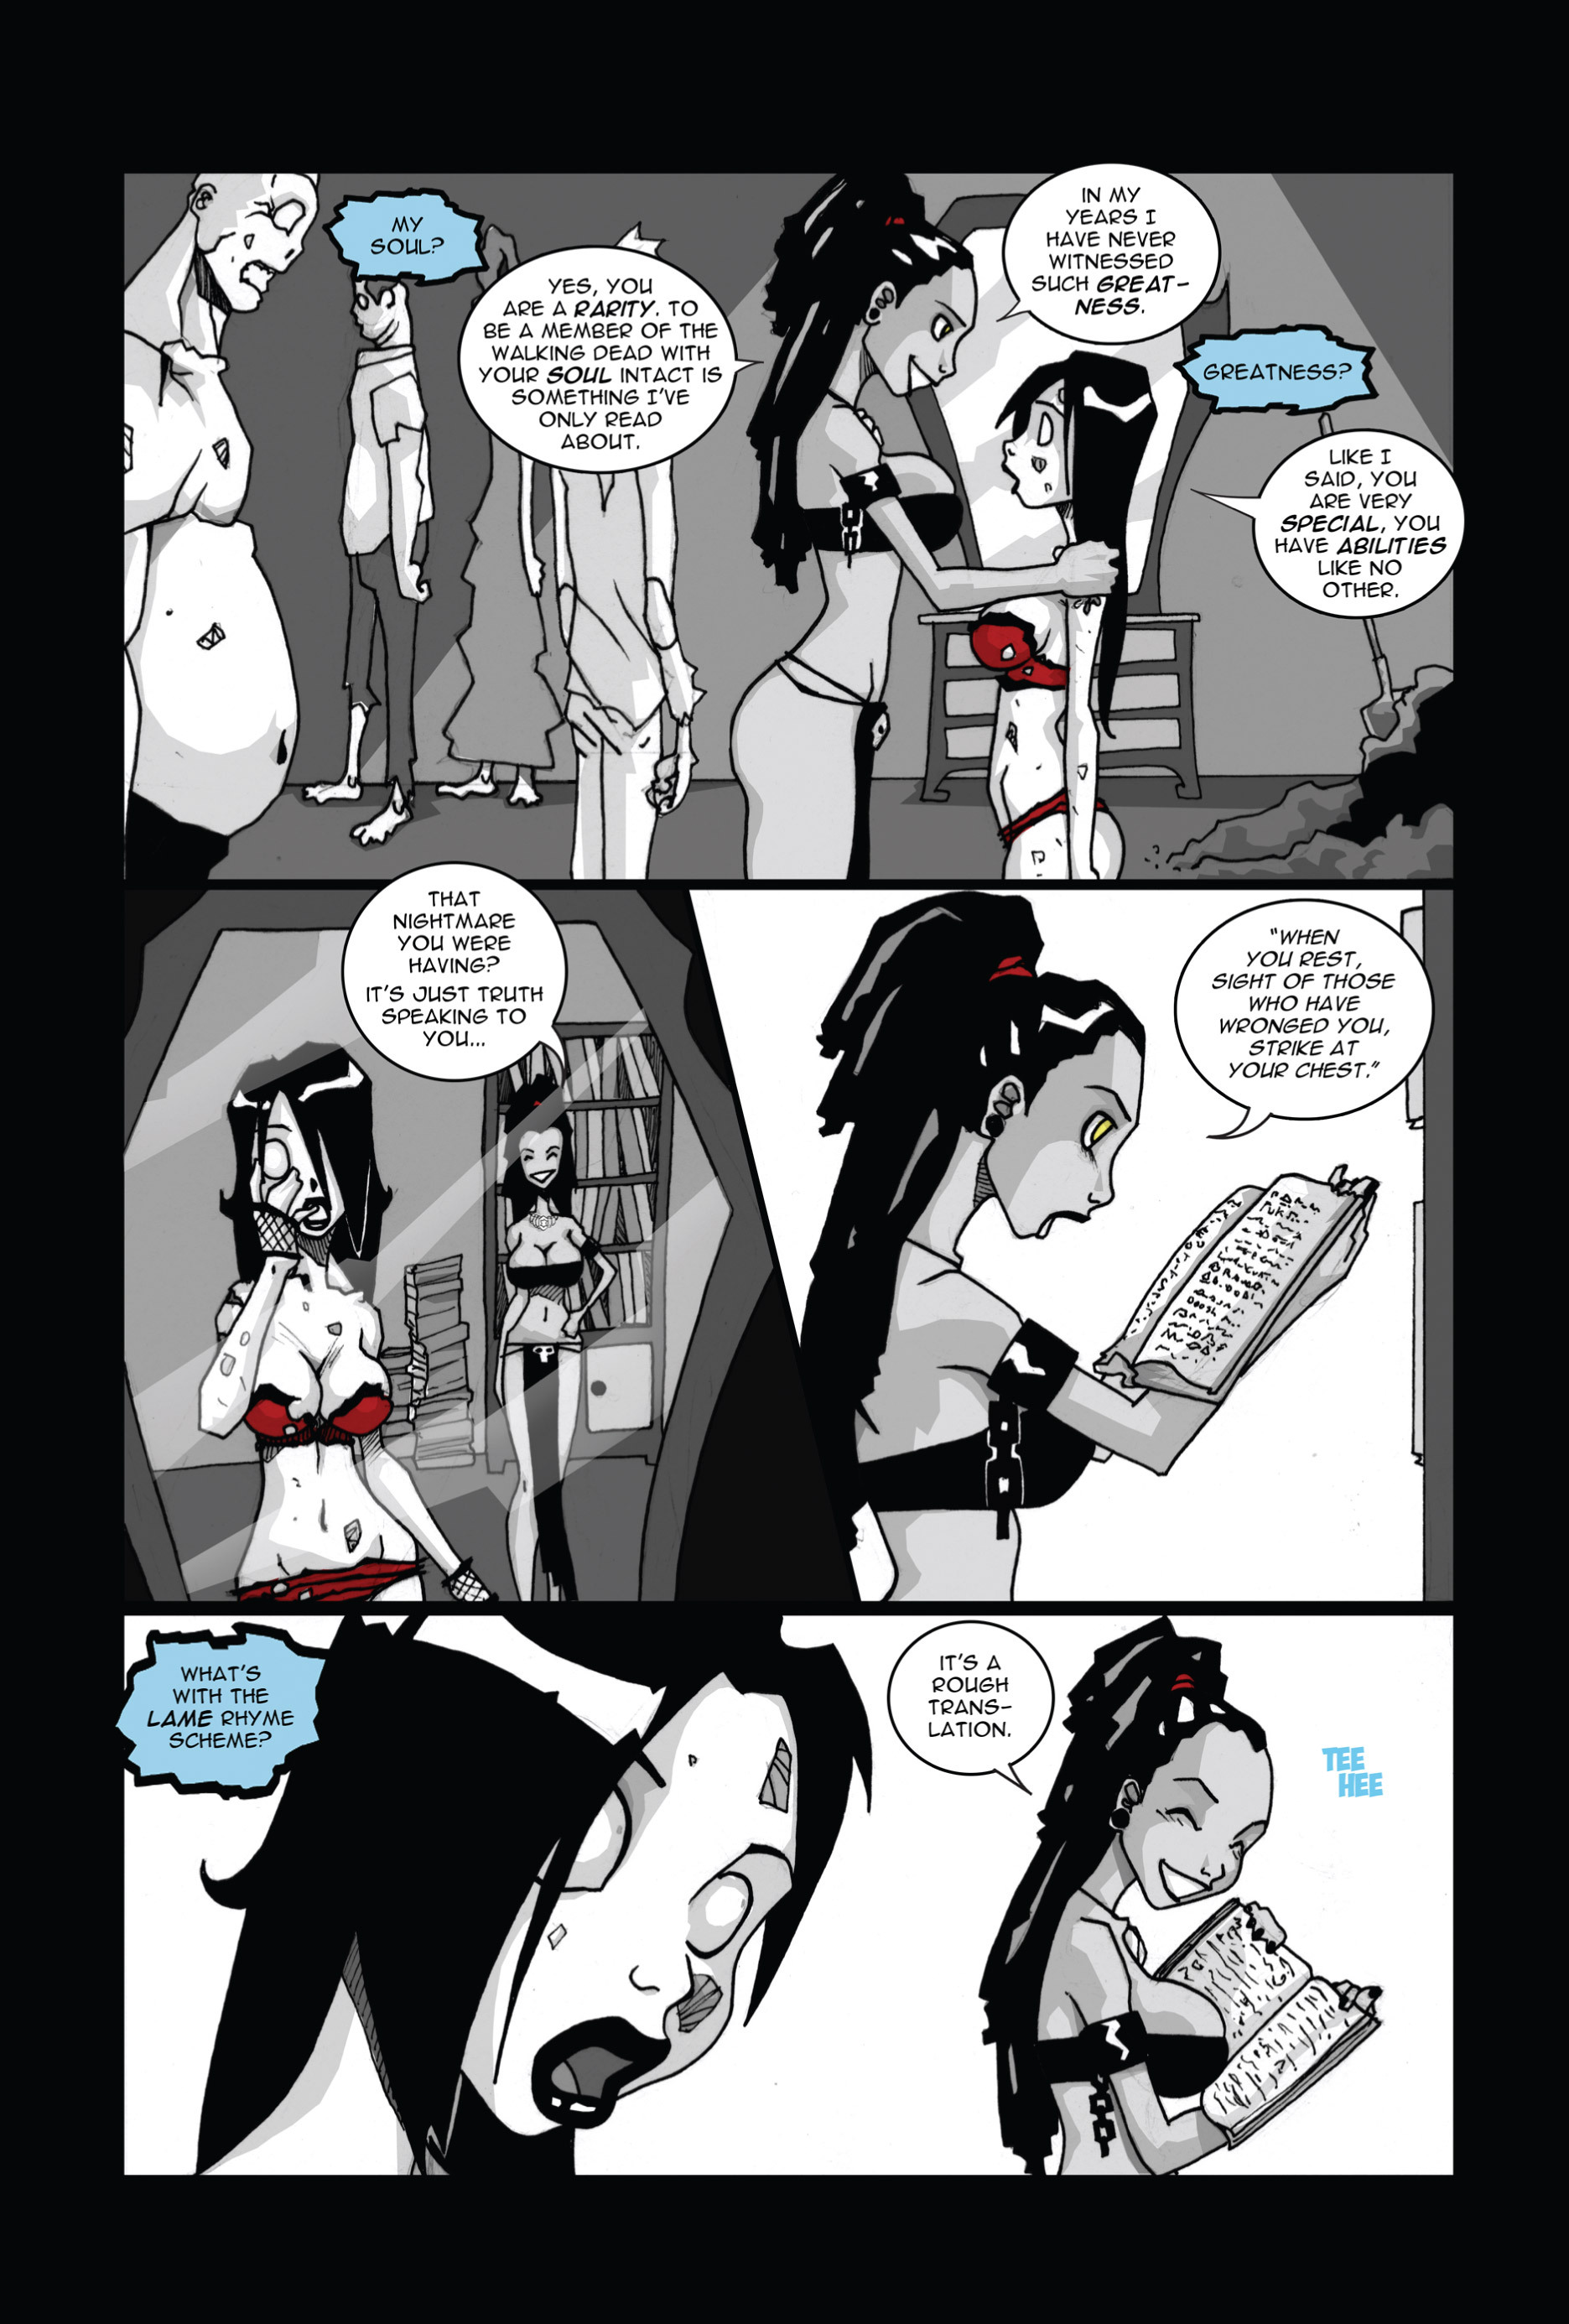 MY
SOUL?
YES, YOU
ARE A RARITY. TO
BE A MEMBER OF THE
WALKING DEAD WITH
YOUR SOUL INTACT IS
SOMETHING I'VE
ONLY READ
ABOUT.
IN MY
YEARS I
HAVE NEVER
WITNESSED
SUCH GREAT-
NESS.
GREATNESS?
LIKE I
SAID, YOU
ARE VERY
SPECIAL, YOU
HAVE ABILITIES
LIKE NO
OTHER.
THAT
NIGHTMARE
YOU WERE
HAVING?
IT'S JUST TRUTH
SPEAKING TO
YOU...
"WHEN
YOU REST,
SIGHT OF THOSE
WHO HAVE
WRONGED YOU,
STRIKE AT
YOUR CHEST."
WHAT'S
WITH THE
LAME RHYME
SCHEME?
IT'S A
ROUGH
TRANS-
LATION.
TEE
HEE